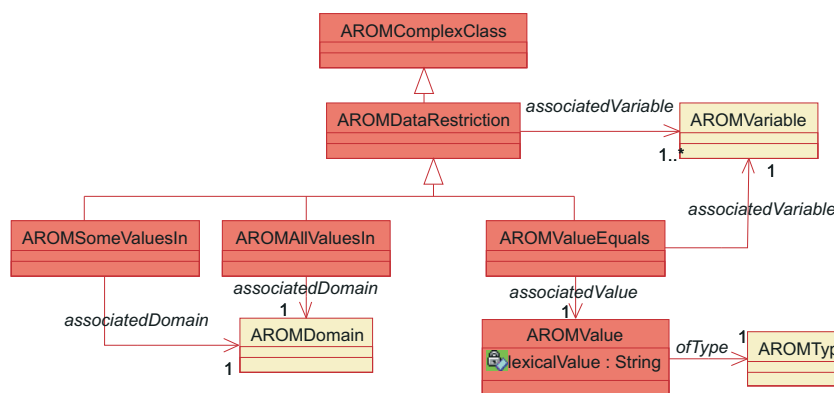 AROMComplexClass
associatedVariable
AROMDataRestriction
AROMVariable
1..*
1
associatedVariable
AROMSomeValuesIn
AROMAllValuesIn
AROMValueEquals
associatedDomain
associatedValue
1
1
associatedDomain
AROMDomain
1
AROMValue
ofType
1
AROMTyp
lexicalValue : String